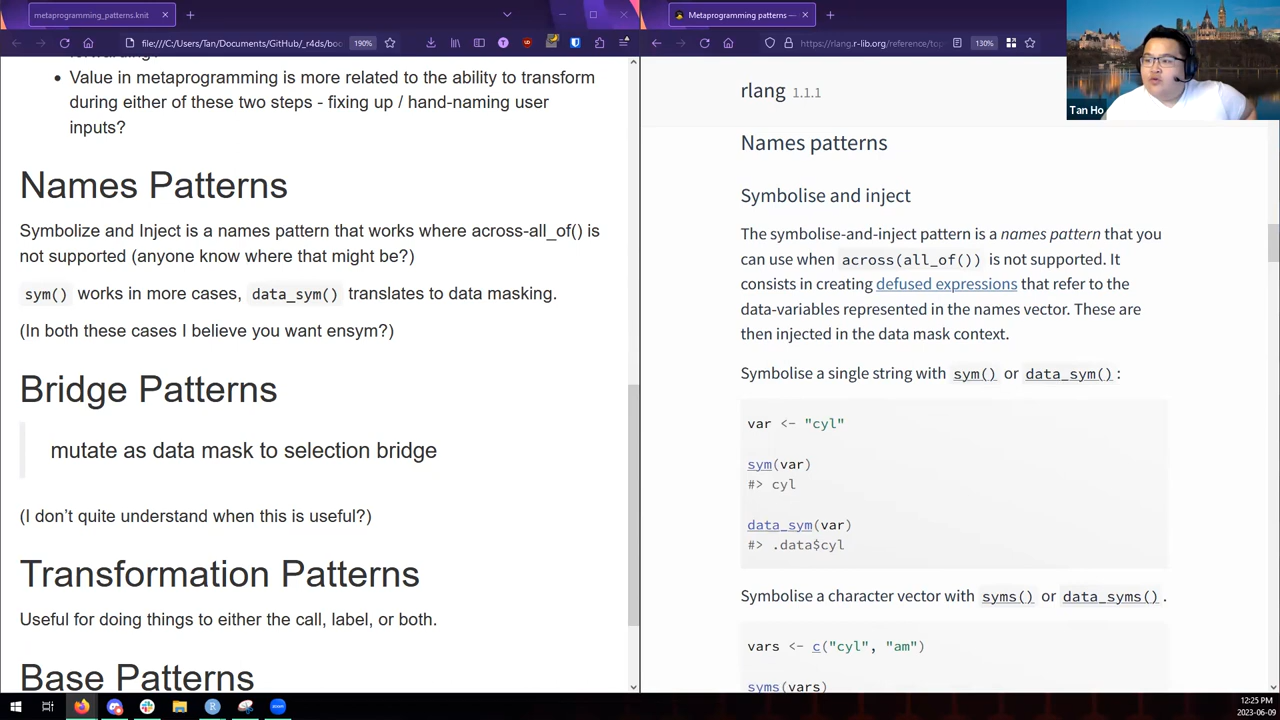 metaprogramming_patterns.knit
file:///C:/Users/Tan/Documents/GitHub/_r4ds/bo
190%
Value in metaprogramming is more related to the ability to transform
during either of these two steps - fixing up / hand-naming user
inputs?
Names Patterns
Symbolize and Inject is a names pattern that works where across-all_of() is
not supported (anyone know where that might be?)
sym() works in more cases, data_sym() translates to data masking.
(In both these cases I believe you want ensym?)
Bridge Patterns
mutate as data mask to selection bridge
(I don't quite understand when this is useful?)
Transformation Patterns
Useful for doing things to either the call, label, or both.
Base Patterns
Metaprogramming patterns —
https://rlang.r-lib.org/reference/to
130%
Tan Ho
rlang 1.1.1
Names patterns
Symbolise and inject
The symbolise-and-inject pattern is a names pattern that you
can use when across(all_of()) is not supported. It
consists in creating defused expressions that refer to the
data-variables represented in the names vector. These are
then injected in the data mask context.
Symbolise a single string with sym() or data_sym() :
var <- "cyl"
sym(var)
#> cyl
data_sym(var)
#> .data$cyl
Symbolise a character vector with syms() or data_syms() .
vars <- c("cyl", "am")
syms(vars)
12:25 PM
2023-06-09